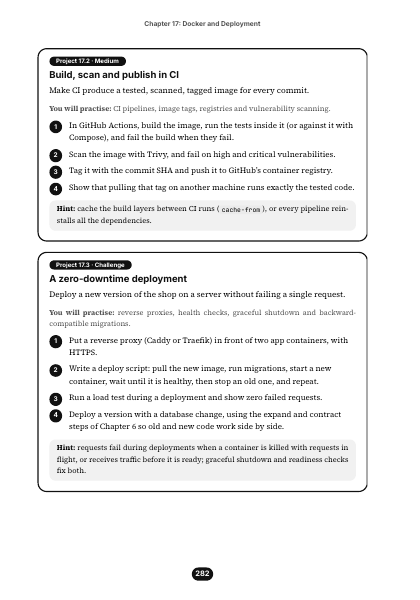 Chapter 17: Docker and Deployment
Project 17.2 · Medium
Build, scan and publish in CI
Make CI produce a tested, scanned, tagged image for every commit.
You will practise: CI pipelines, image tags, registries and vulnerability scanning.
1 In GitHub Actions, build the image, run the tests inside it (or against it with
Compose), and fail the build when they fail.
2 Scan the image with Trivy, and fail on high and critical vulnerabilities.
3 Tag it with the commit SHA and push it to GitHub's container registry.
4 Show that pulling that tag on another machine runs exactly the tested code.
Hint: cache the build layers between CI runs ( cache-from ), or every pipeline rein-
stalls all the dependencies.
Project 17.3 · Challenge
A zero-downtime deployment
Deploy a new version of the shop on a server without failing a single request.
You will practise: reverse proxies, health checks, graceful shutdown and backward-
compatible migrations.
1 Put a reverse proxy (Caddy or Traefik) in front of two app containers, with
HTTPS.
2 Write a deploy script: pull the new image, run migrations, start a new
container, wait until it is healthy, then stop an old one, and repeat.
3 Run a load test during a deployment and show zero failed requests.
4 Deploy a version with a database change, using the expand and contract
steps of Chapter 6 so old and new code work side by side.
Hint: requests fail during deployments when a container is killed with requests in
flight, or receives traffic before it is ready; graceful shutdown and readiness checks
fix both.
282